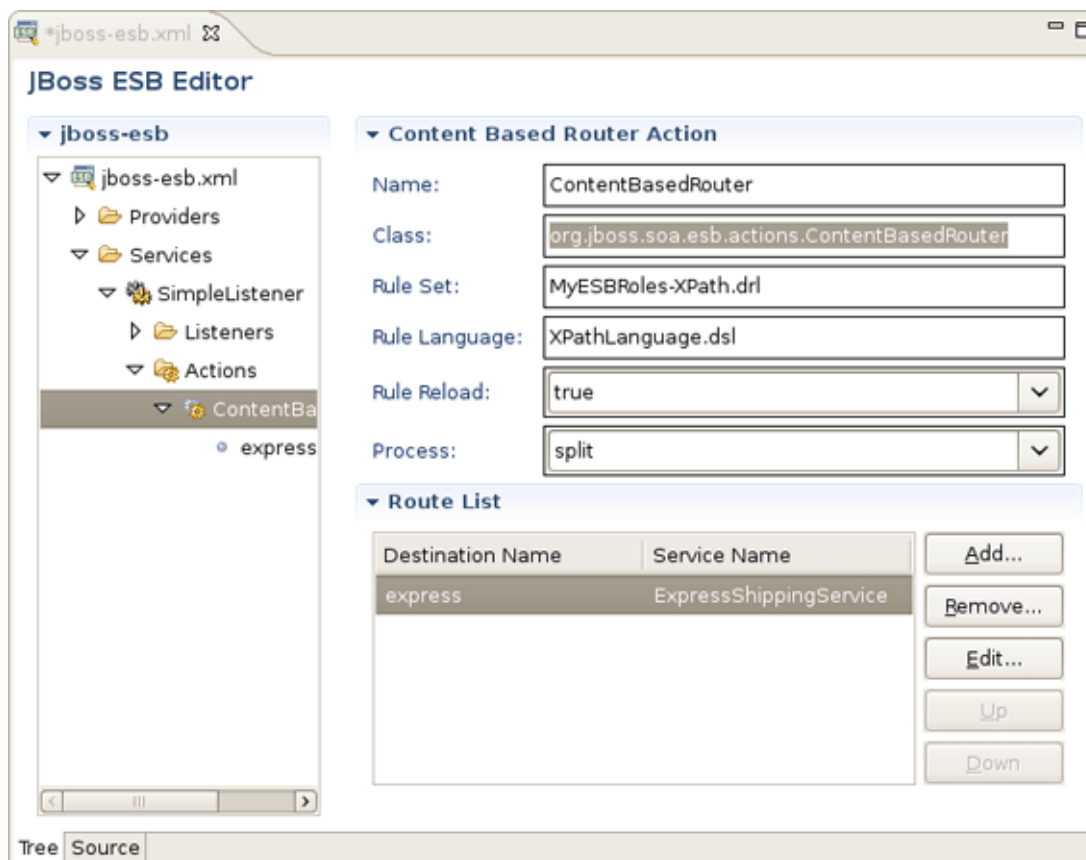 *jboss-esb.xml
JBoss ESB Editor
jboss-esb
jboss-esb.xml
Providers
Services
SimpleListener
Listeners
Actions
ContentBa
express
Content Based Router Action
Name: ContentBasedRouter
Class: org.jboss.soa.esb.actions.ContentBasedRouter
Rule Set: MyESBRoles-XPath.drl
Rule Language: XPathLanguage.dsl
Rule Reload: true
Process: split
Route List
Destination Name Service Name
express ExpressShippingService
Add...
Remove...
Edit...
Up
Down
Tree Source